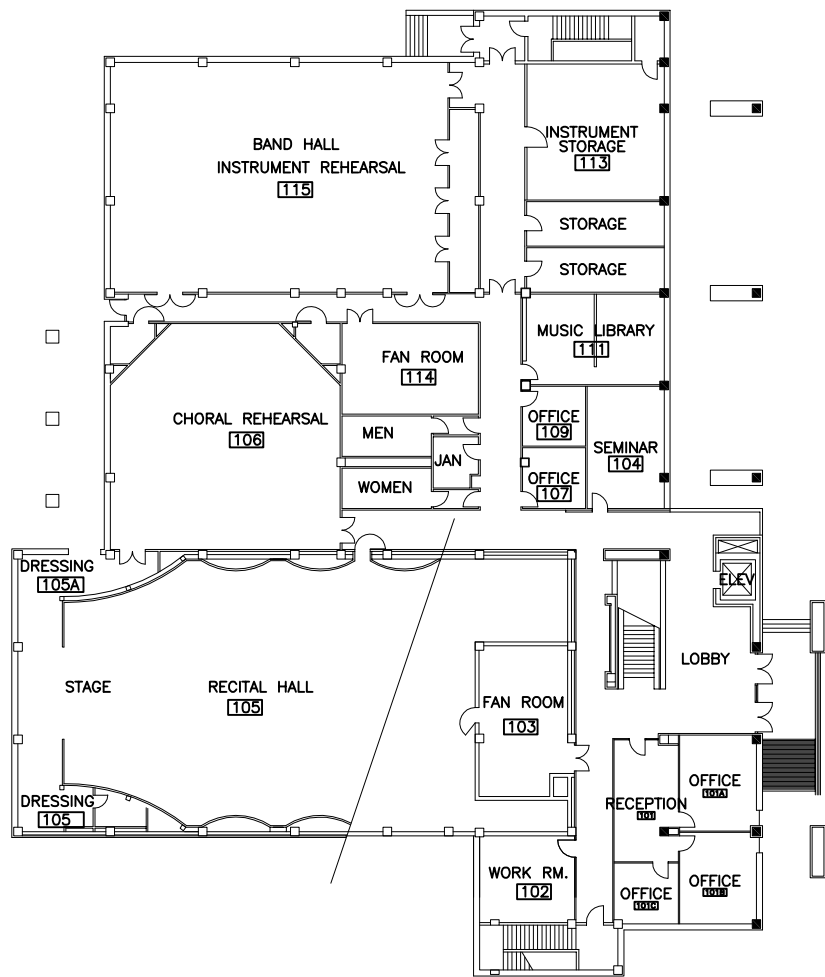 BAND HALL
INSTRUMENT REHEARSAL
115
INSTRUMENT
STORAGE
113
STORAGE
STORAGE
MUSIC LIBRARY
111
FAN ROOM
114
CHORAL REHEARSAL
106
MEN
JAN
WOMEN
OFFICE
109
OFFICE
107
SEMINAR
104
DRESSING
105A
ELEV
LOBBY
STAGE
RECITAL HALL
105
FAN ROOM
103
DRESSING
105
RECEPTION
101
OFFICE
101A
WORK RM.
102
OFFICE
101C
OFFICE
101B